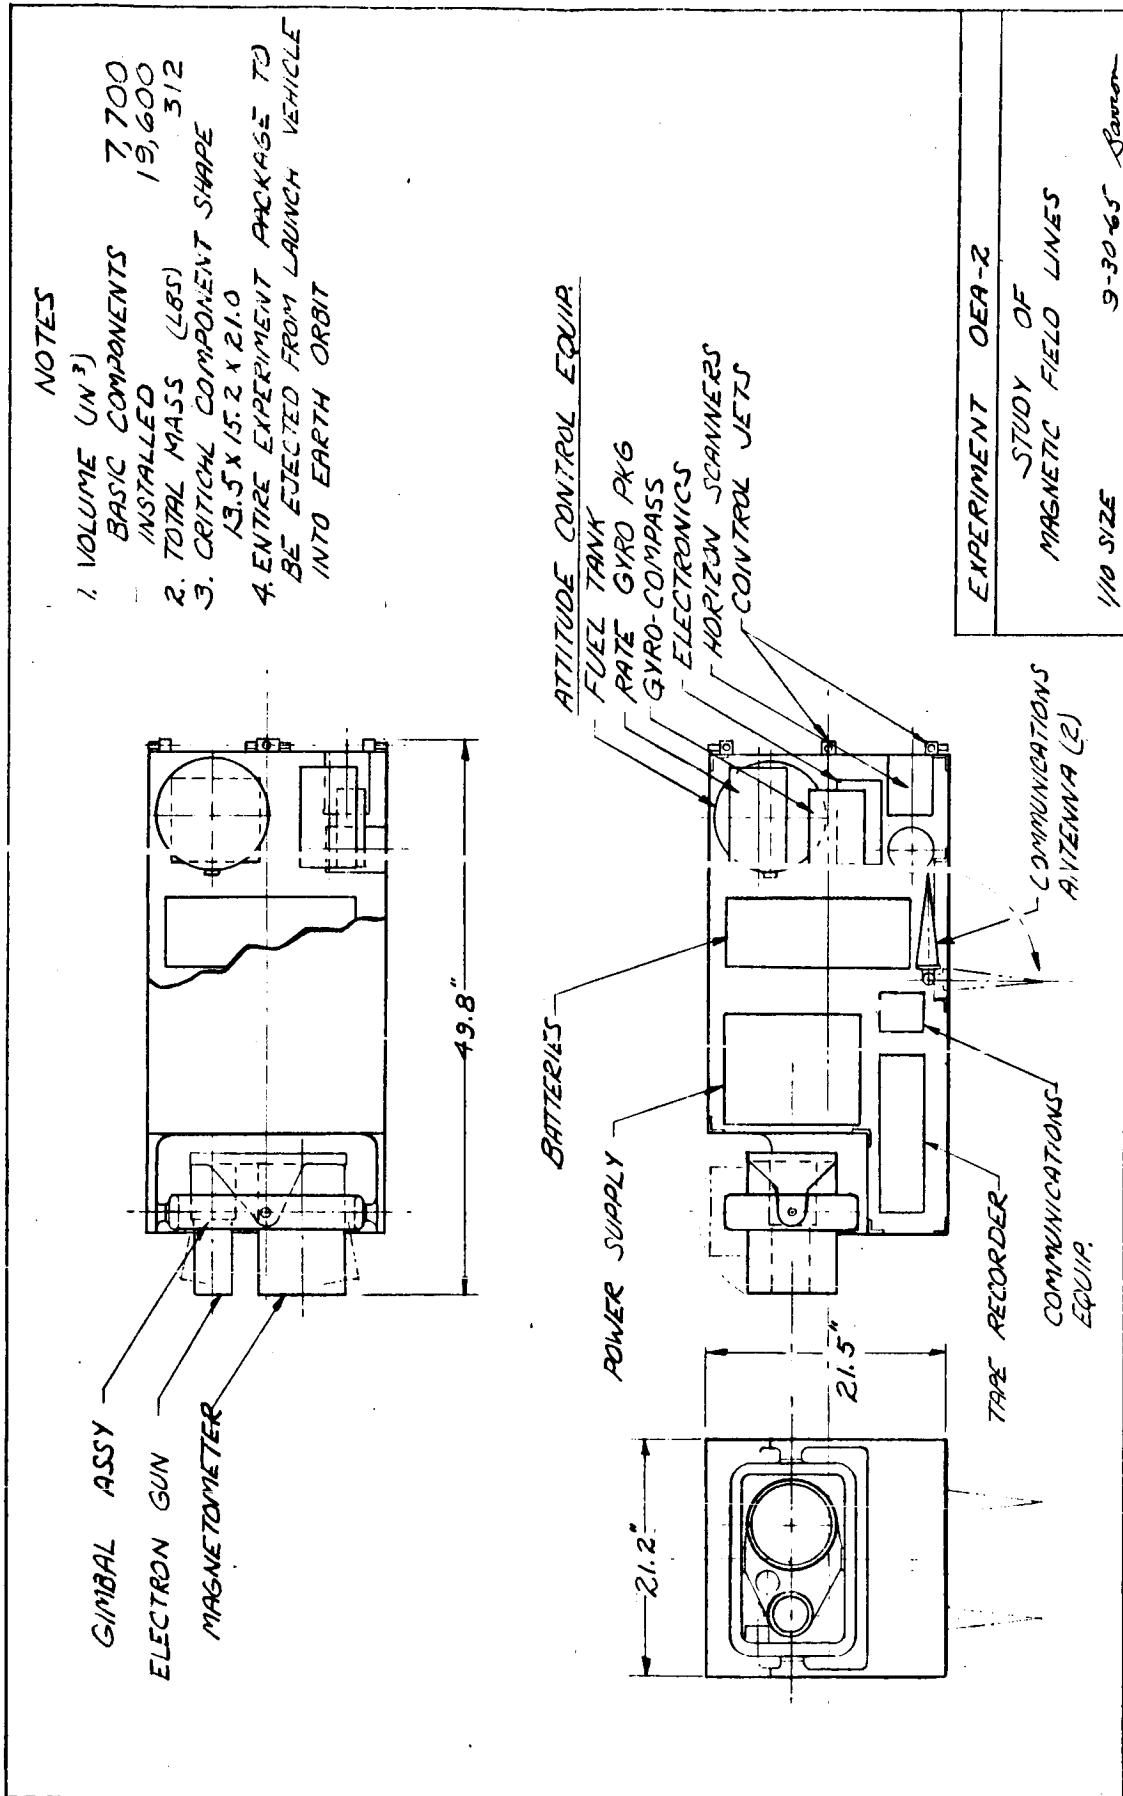 NOTES
1. VOLUME (IN³)
BASIC COMPONENTS 7,700
INSTALLED 19,600
2. TOTAL MASS (LBS) 312
3. CRITICAL COMPONENT SHAPE
13.5 X 15.2 X 21.0
4. ENTIRE EXPERIMENT PACKAGE TO
BE EJECTED FROM LAUNCH VEHICLE
INTO EARTH ORBIT
GIMBAL ASSY
ELECTRON GUN
MAGNETOMETER
49.8"
ATTITUDE CONTROL EQUIP.
FUEL TANK
RATE GYRO PKG
GYRO-COMPASS
ELECTRONICS
HORIZON SCANNERS
CONTROL JETS
BATTERIES
POWER SUPPLY
21.5"
21.2"
TAPE RECORDER
COMMUNICATIONS
EQUIP.
COMMUNICATIONS
ANTENNA (2)
EXPERIMENT OEA-2
STUDY OF
MAGNETIC FIELD LINES
1/10 SIZE 9-30-65